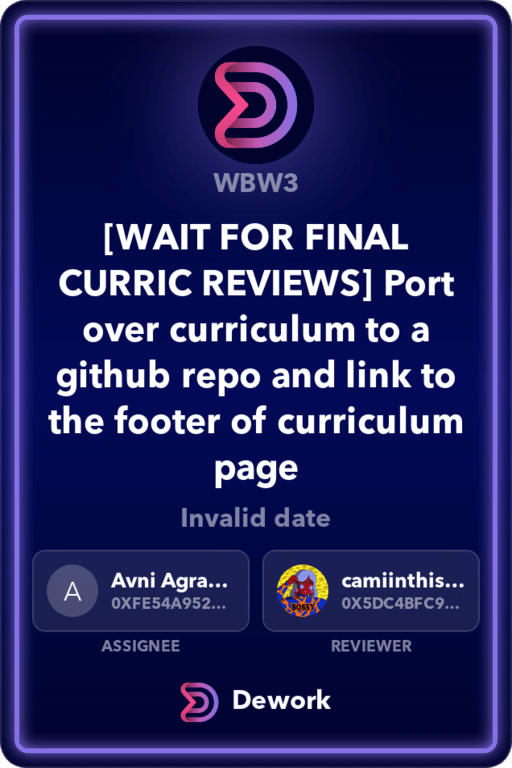 WBW3
[WAIT FOR FINAL
CURRIC REVIEWS] Port
over curriculum to a
github repo and link to
the footer of curriculum
page
Invalid date
A
Avni Agra...
0XFE54A952...
ASSIGNEE
BOSSY
camiinthis...
0X5DC4BFC9...
REVIEWER
Dework